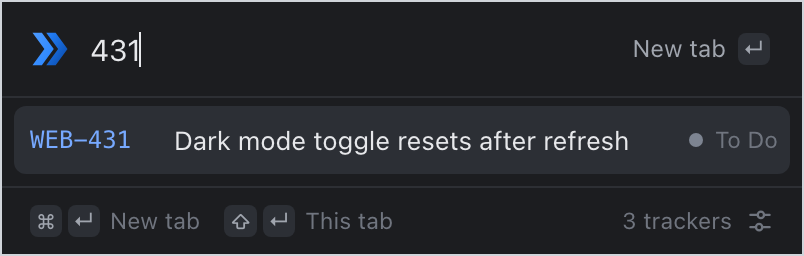 431 New tab ↵
WEB-431 Dark mode toggle resets after refresh To Do
⌘ ↵ New tab ⇧ ↵ This tab 3 trackers